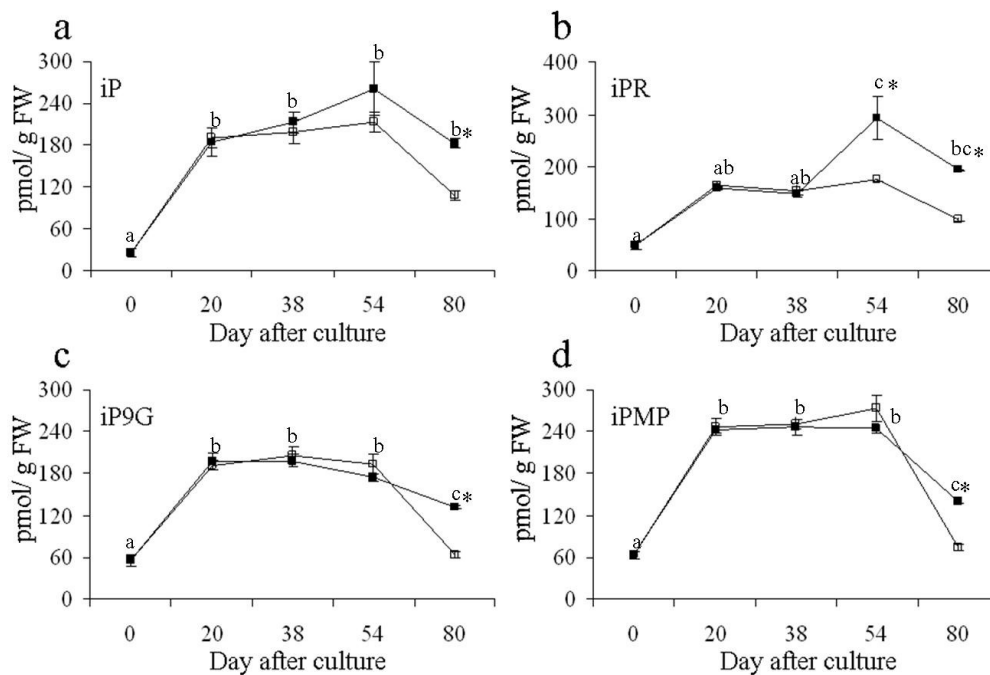 a
iP
pmol/ g FW
300
240
180
120
60
0
a
b
b
b
b*
0 20 38 54 80
Day after culture
b
iPR
pmol/ g FW
400
300
200
100
0
a
ab
ab
c*
bc*
0 20 38 54 80
Day after culture
c
iP9G
pmol/ g FW
300
240
180
120
60
0
a
b
b
b
c*
0 20 38 54 80
Day after culture
d
iPMP
pmol/ g FW
300
240
180
120
60
0
a
b
b
b
c*
0 20 38 54 80
Day after culture